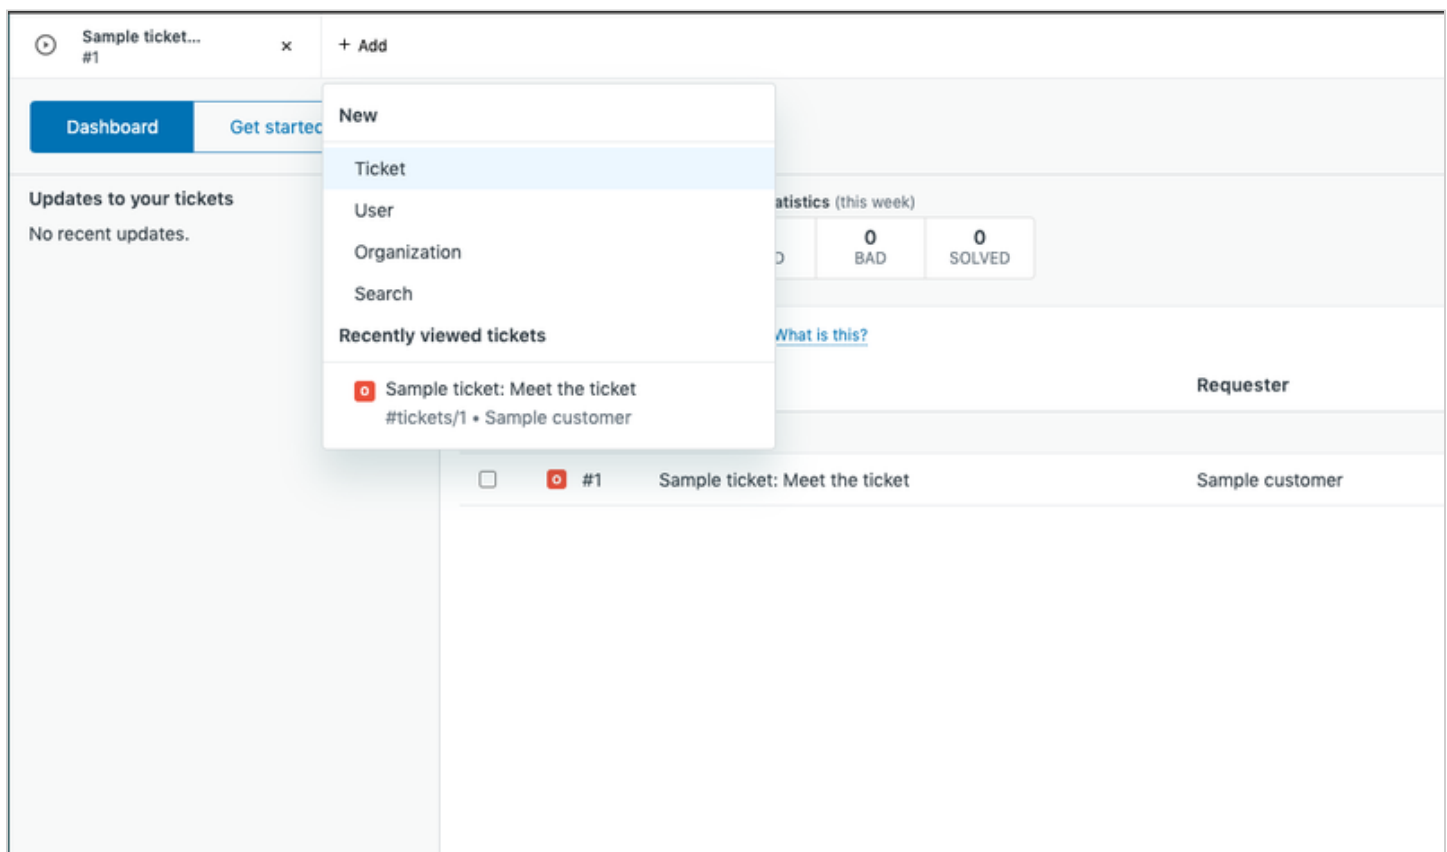 Sample ticket...
#1
× 
+ Add
Dashboard
Get started
New
Ticket
User
Organization
Search
Recently viewed tickets
O
Sample ticket: Meet the ticket
#tickets/1 • Sample customer
Updates to your tickets
No recent updates.
(this week)
0
BAD
0
SOLVED
What is this?
Requester
O #1 Sample ticket: Meet the ticket Sample customer